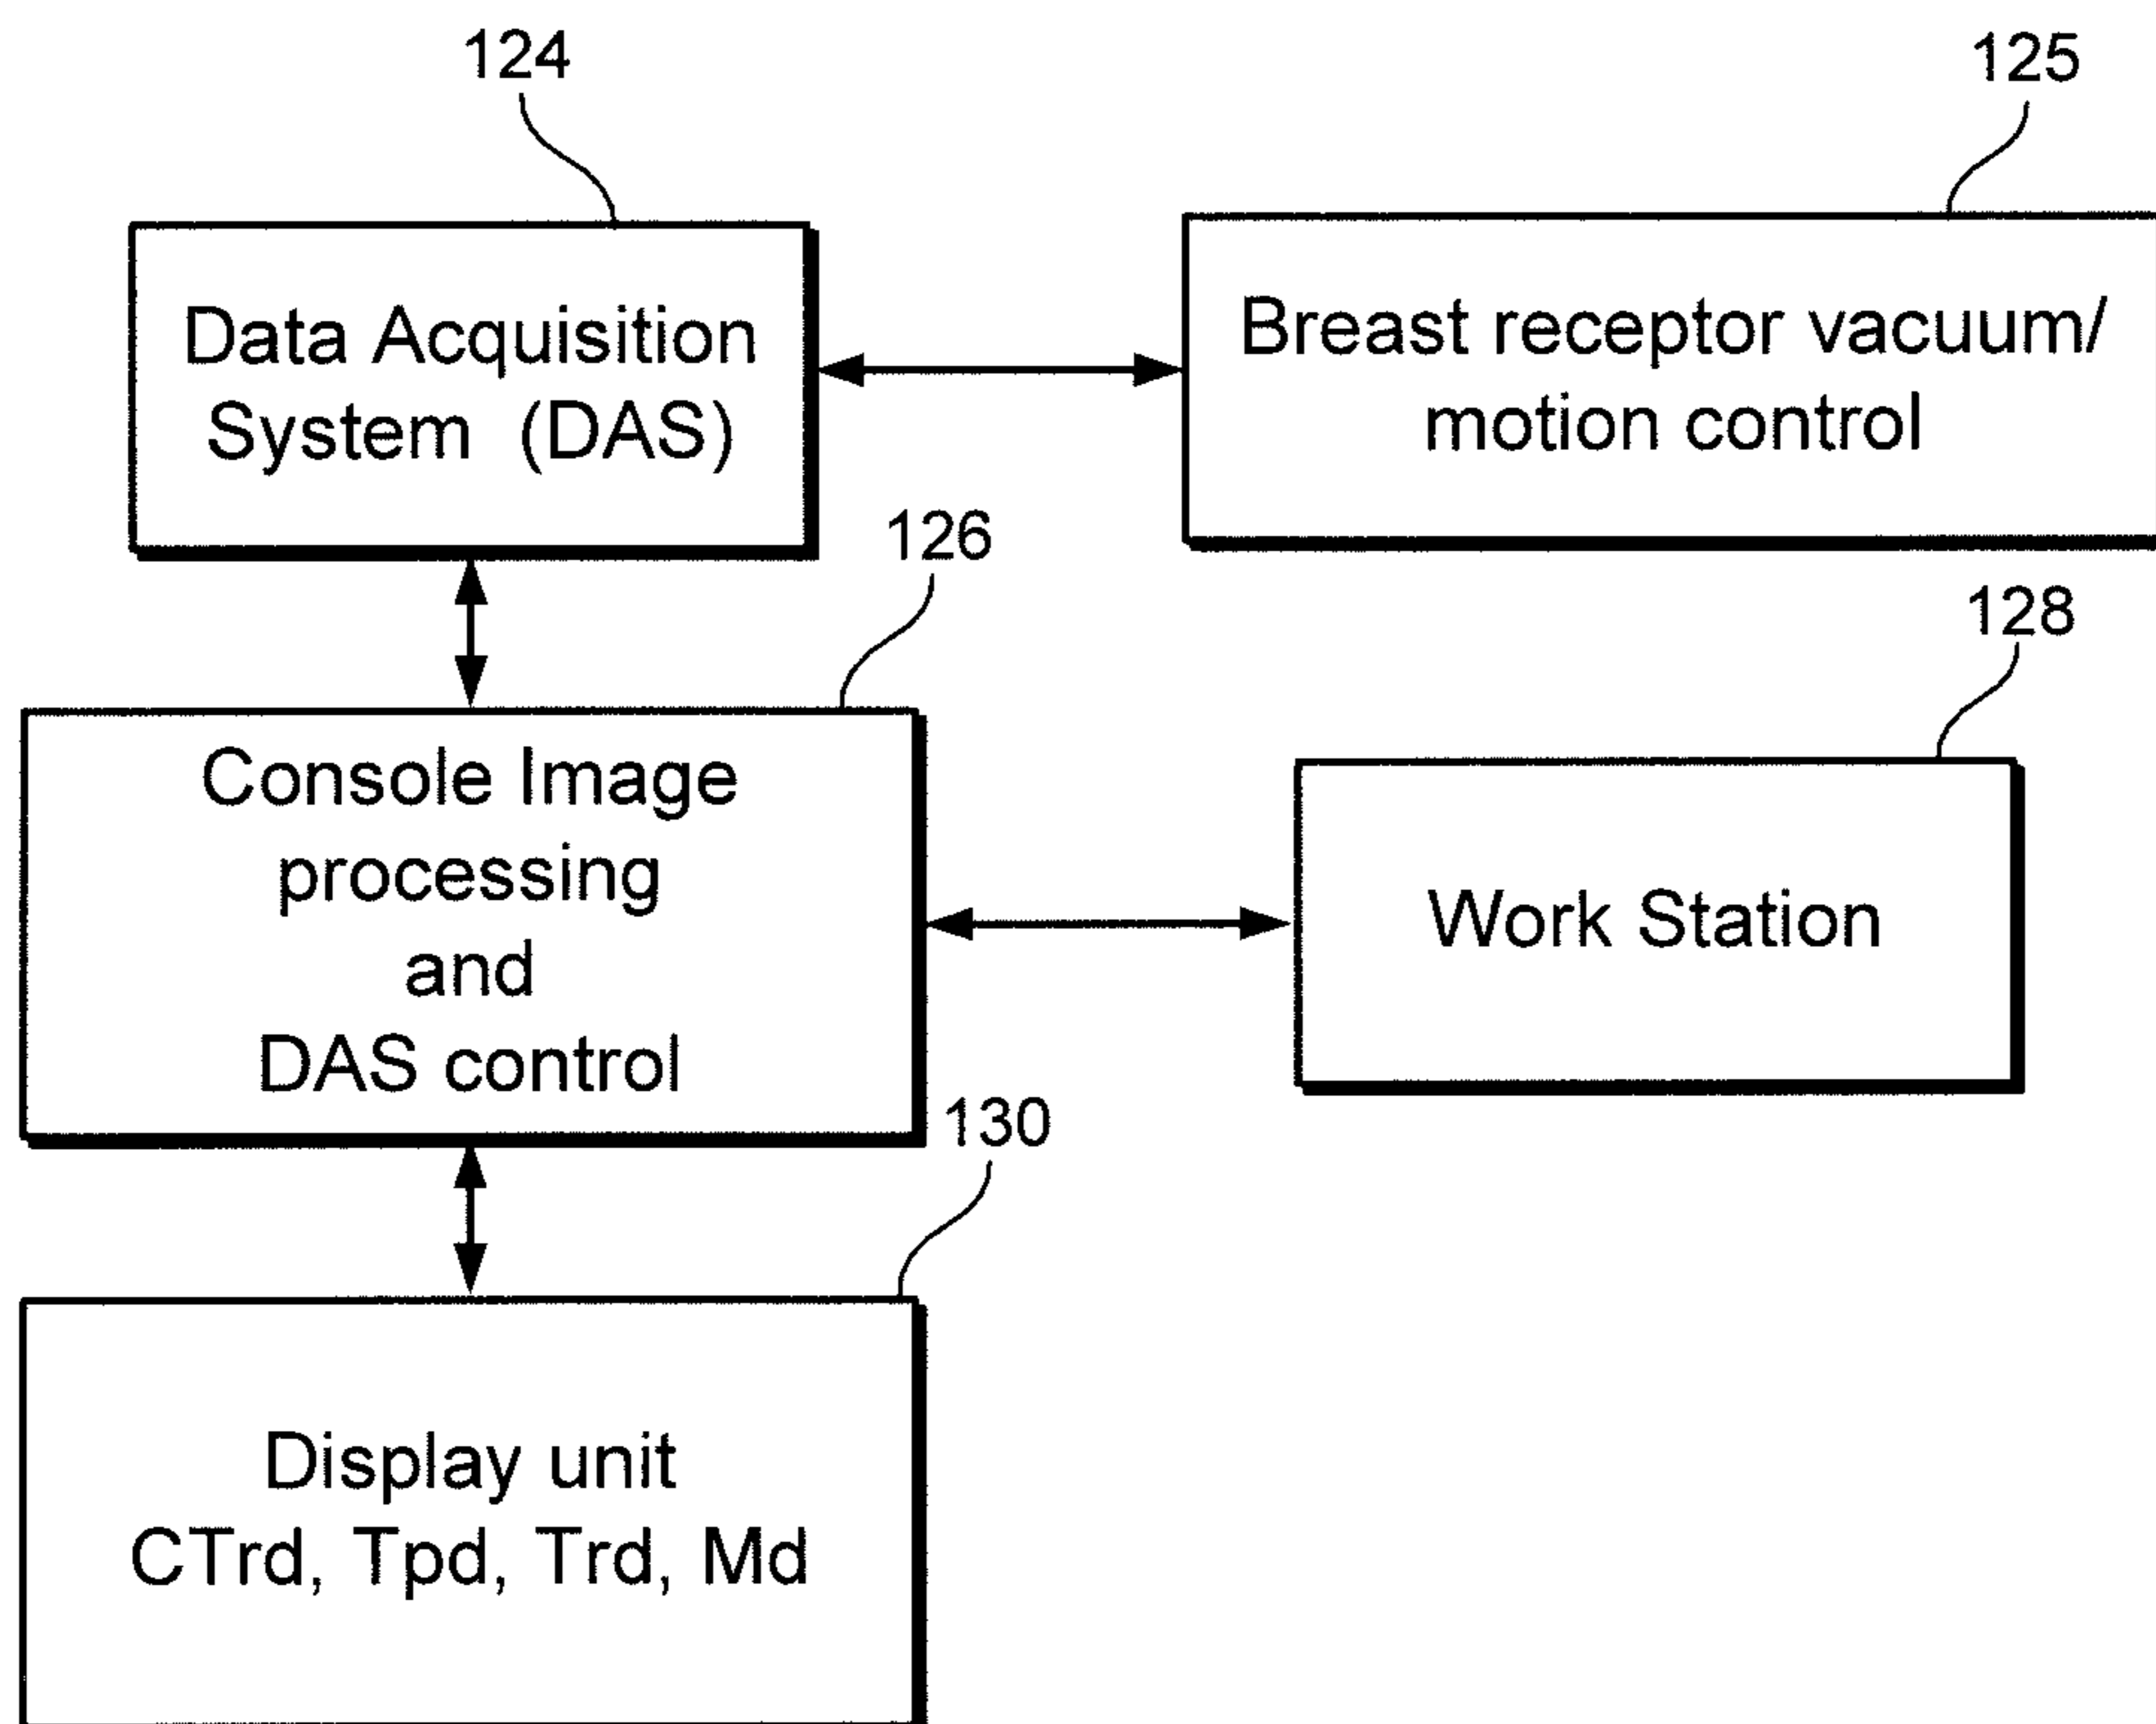 124
125
Data Acquisition
System (DAS)
Breast receptor vacuum/
motion control
126
128
Console Image
processing
and
DAS control
Work Station
130
Display unit
CTrd, Tpd, Trd, Md